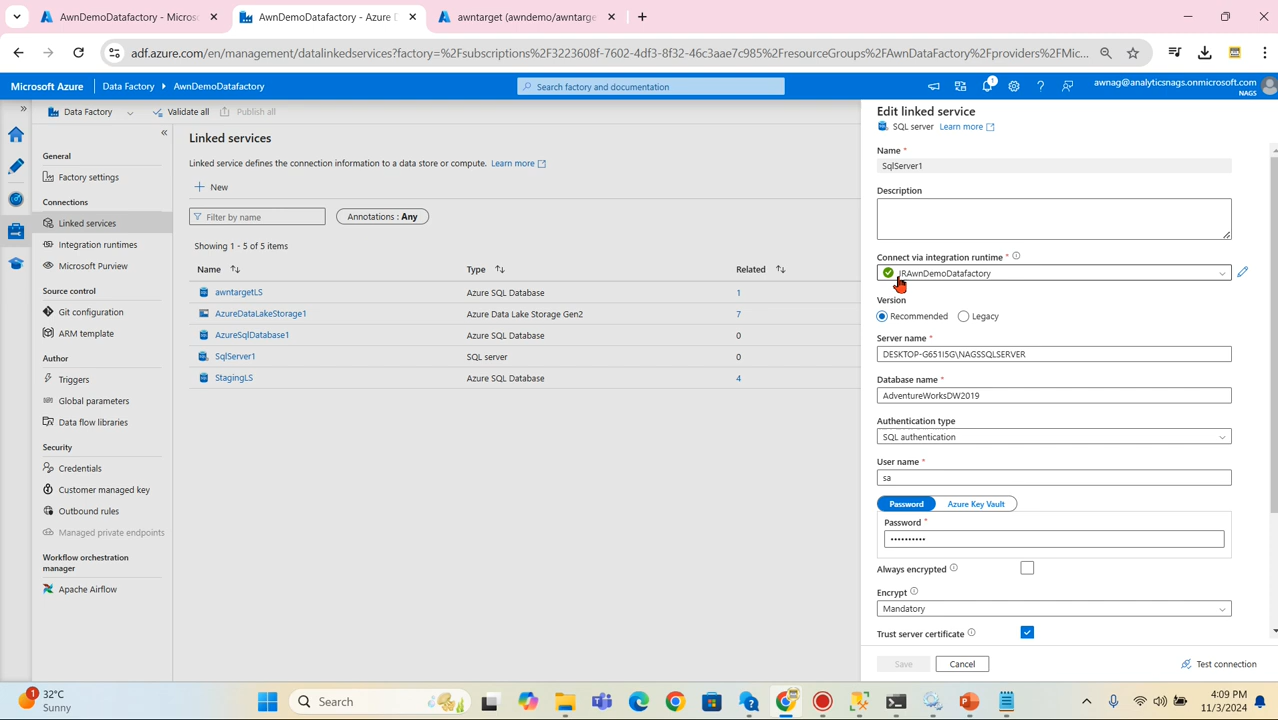 AwnDemoDatafactory - Micros
AwnDemoDatafactory - Azure D
awntarget (awndemo/awntarge
adf.azure.com/en/management/datalinkedservices?factory=%2Fsubscriptions%2F3223608f-7602-4df3-8f32-46c3aae7c985%2FresourceGroups%2FAwnDataFactory%2Fproviders%2FMic...
Microsoft Azure
Data Factory
AwnDemoDatafactory
Search factory and documentation
1
awnag@analyticsnags.onmicrosoft.com
NAGS
Data Factory
Validate all
Publish all
General
Factory settings
Connections
Linked services
Integration runtimes
Microsoft Purview
Source control
Git configuration
ARM template
Author
Triggers
Global parameters
Data flow libraries
Security
Credentials
Customer managed key
Outbound rules
Managed private endpoints
Workflow orchestration
manager
Apache Airflow
Linked services
Linked service defines the connection information to a data store or compute. Learn more
New
Filter by name
Annotations : Any
Showing 1 - 5 of 5 items
Name Type Related
awntargetLS Azure SQL Database 1
AzureDataLakeStorage1 Azure Data Lake Storage Gen2 7
AzureSqlDatabase1 Azure SQL Database 0
SqlServer1 SQL server 0
StagingLS Azure SQL Database 4
Edit linked service
SQL server Learn more
Name *
SqlServer1
Description
Connect via integration runtime *
IRAwnDemoDatafactory
Version
Recommended Legacy
Server name *
DESKTOP-G651I5G\NAGSSQLSERVER
Database name *
AdventureWorksDW2019
Authentication type
SQL authentication
User name *
sa
Password Azure Key Vault
Password *
••••••••••
Always encrypted
Encrypt
Mandatory
Trust server certificate
Save
Cancel
Test connection
1
32°C
Sunny
Search
4:09 PM
11/3/2024